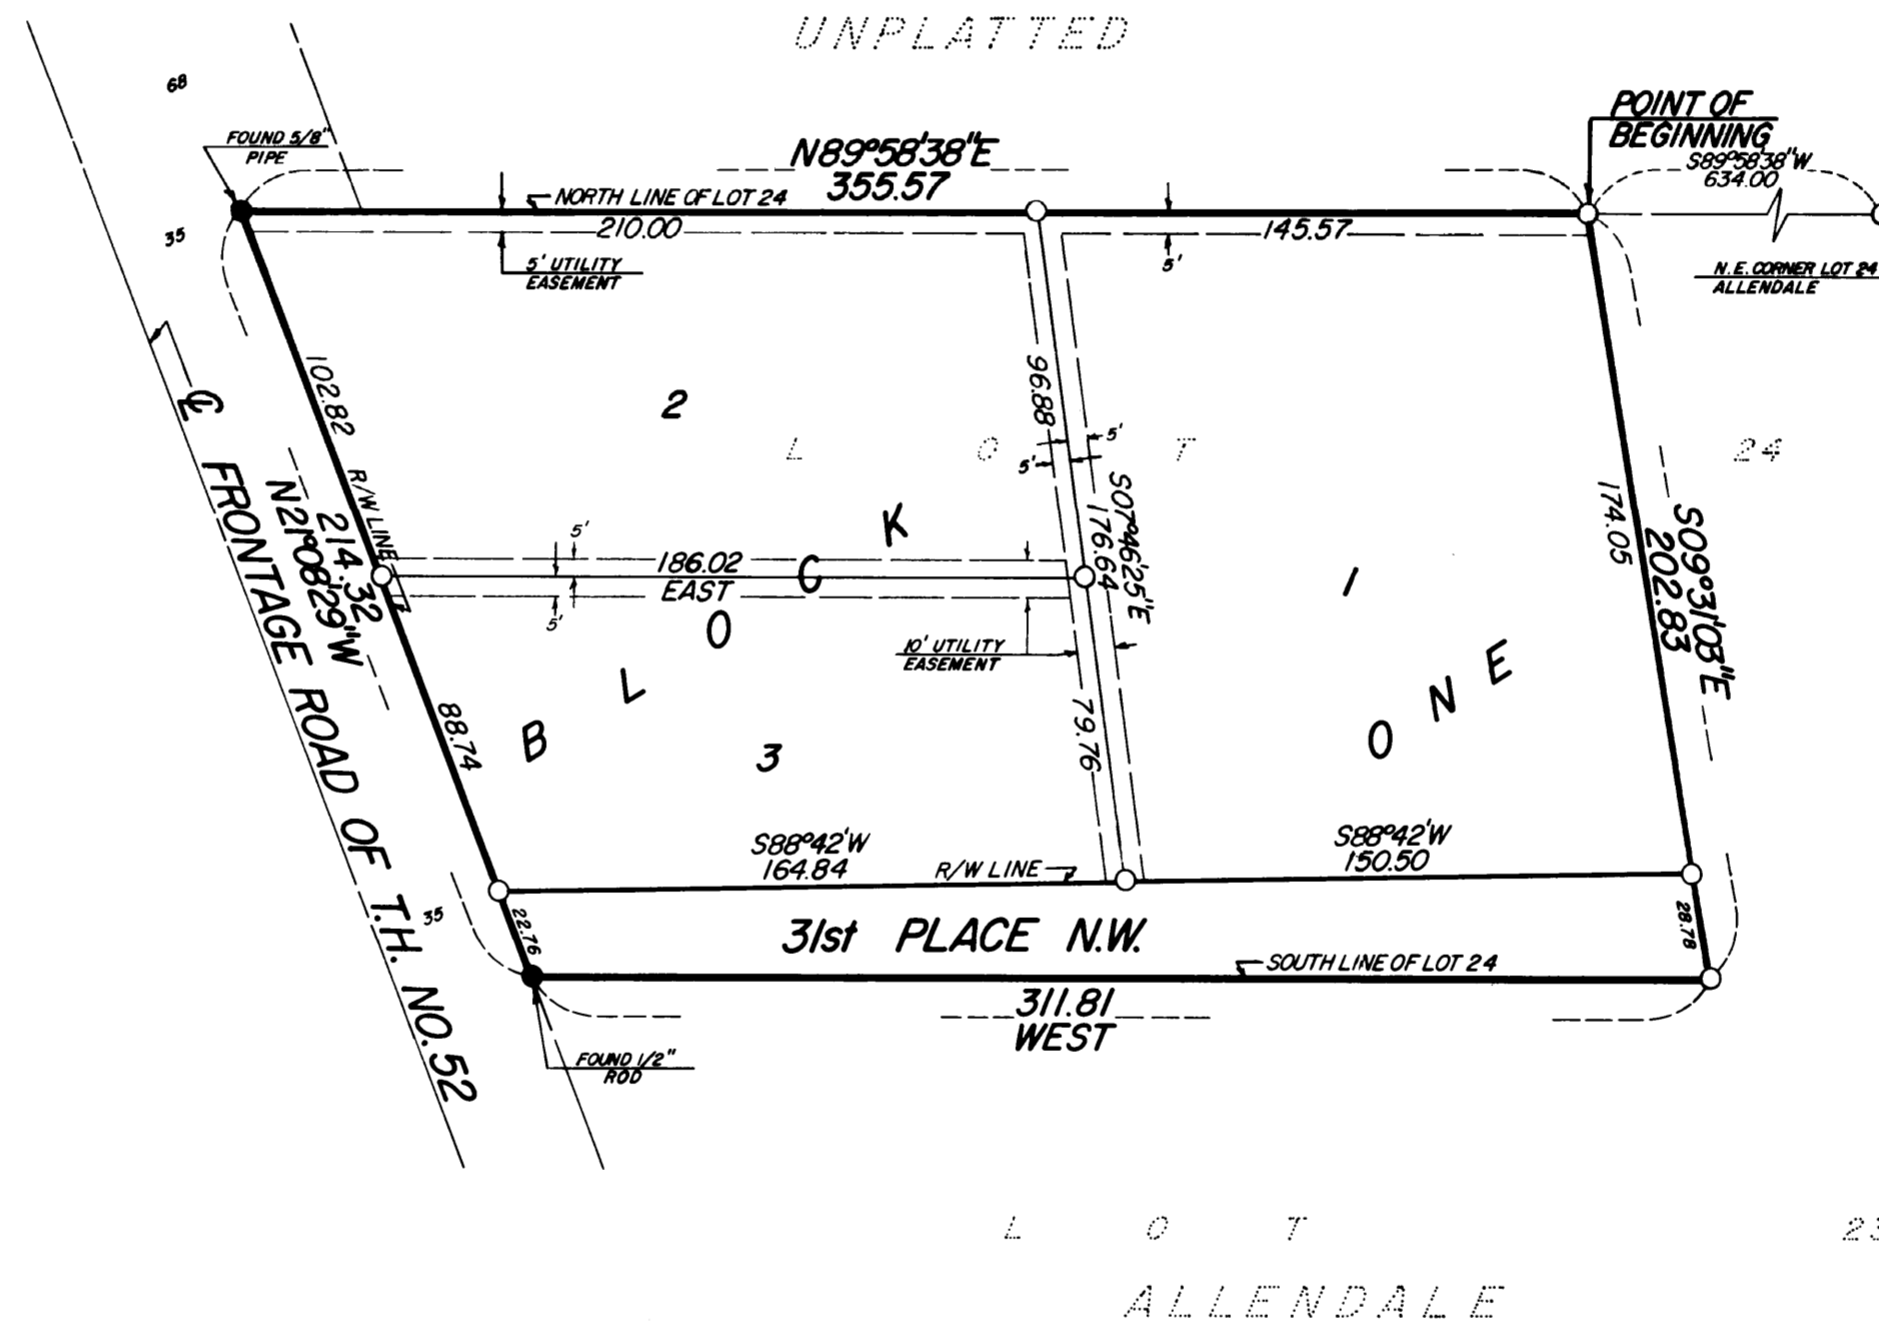 UNPLATTED
68
FOUND 5/8"
PIPE
N89°58'38"E
355.57
POINT OF
BEGINNING
S89°58'38"W
634.00
NORTH LINE OF LOT 24
210.00
145.57
35
5' UTILITY
EASEMENT
5'
N.E. CORNER LOT 24
ALLENDALE
102.82
R/W LINE
2
96.88
5'
5'
LOT 24
S07°46'25"E
176.64
174.05
S09°31'08"E
202.83
℄ FRONTAGE ROAD OF T.H. NO. 52
214.32
N21°08'29"W
5'
186.02
EAST
5'
BLOCK ONE
1
10' UTILITY
EASEMENT
88.74
3
79.76
S88°42'W
164.84
R/W LINE
S88°42'W
150.50
35
22.76
31st PLACE N.W.
28.78
SOUTH LINE OF LOT 24
311.81
WEST
FOUND 1/2"
ROD
LOT 23
ALLENDALE